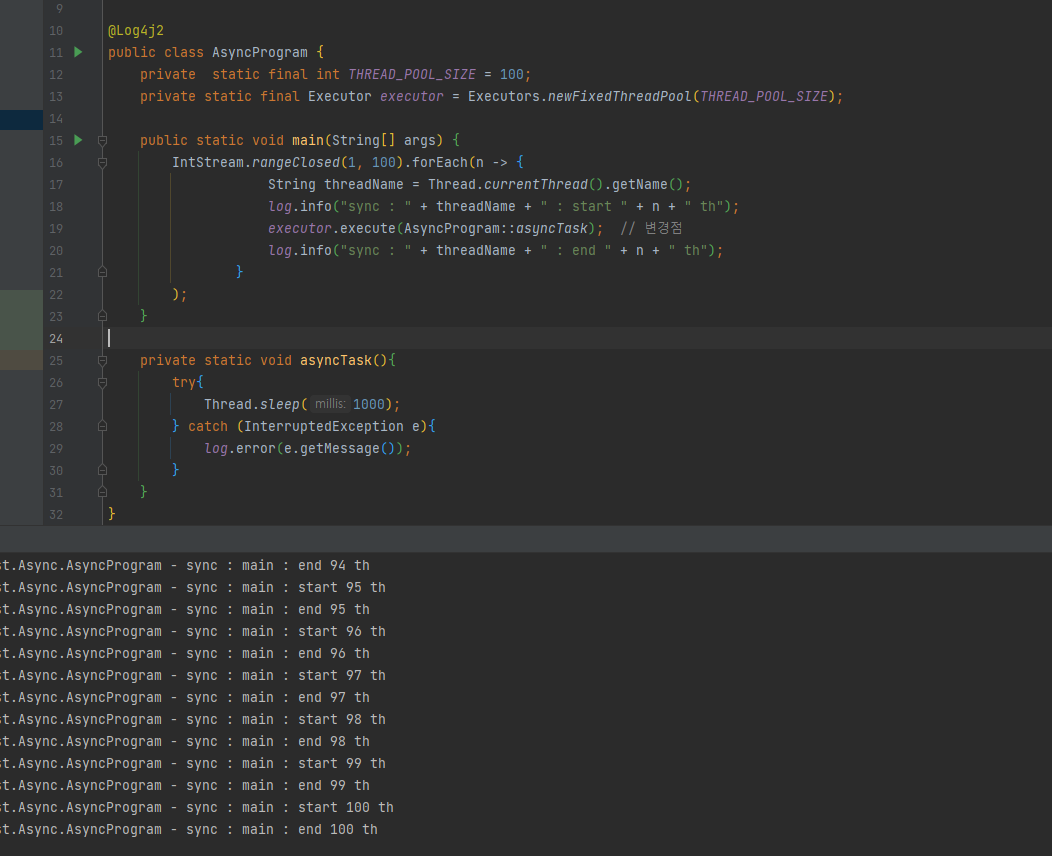 9
10 @Log4j2
11 public class AsyncProgram {
12 private  static final int THREAD_POOL_SIZE = 100;
13 private static final Executor executor = Executors.newFixedThreadPool(THREAD_POOL_SIZE);
14
15 public static void main(String[] args) {
16 IntStream.rangeClosed(1, 100).forEach(n -> {
17 String threadName = Thread.currentThread().getName();
18 log.info("sync : " + threadName + " : start " + n + " th");
19 executor.execute(AsyncProgram::asyncTask);  // 변경점
20 log.info("sync : " + threadName + " : end " + n + " th");
21 }
22 );
23 }
24
25 private static void asyncTask(){
26 try{
27 Thread.sleep( millis: 1000);
28 } catch (InterruptedException e){
29 log.error(e.getMessage());
30 }
31 }
32 }
st.Async.AsyncProgram - sync : main : end 94 th
st.Async.AsyncProgram - sync : main : start 95 th
st.Async.AsyncProgram - sync : main : end 95 th
st.Async.AsyncProgram - sync : main : start 96 th
st.Async.AsyncProgram - sync : main : end 96 th
st.Async.AsyncProgram - sync : main : start 97 th
st.Async.AsyncProgram - sync : main : end 97 th
st.Async.AsyncProgram - sync : main : start 98 th
st.Async.AsyncProgram - sync : main : end 98 th
st.Async.AsyncProgram - sync : main : start 99 th
st.Async.AsyncProgram - sync : main : end 99 th
st.Async.AsyncProgram - sync : main : start 100 th
st.Async.AsyncProgram - sync : main : end 100 th